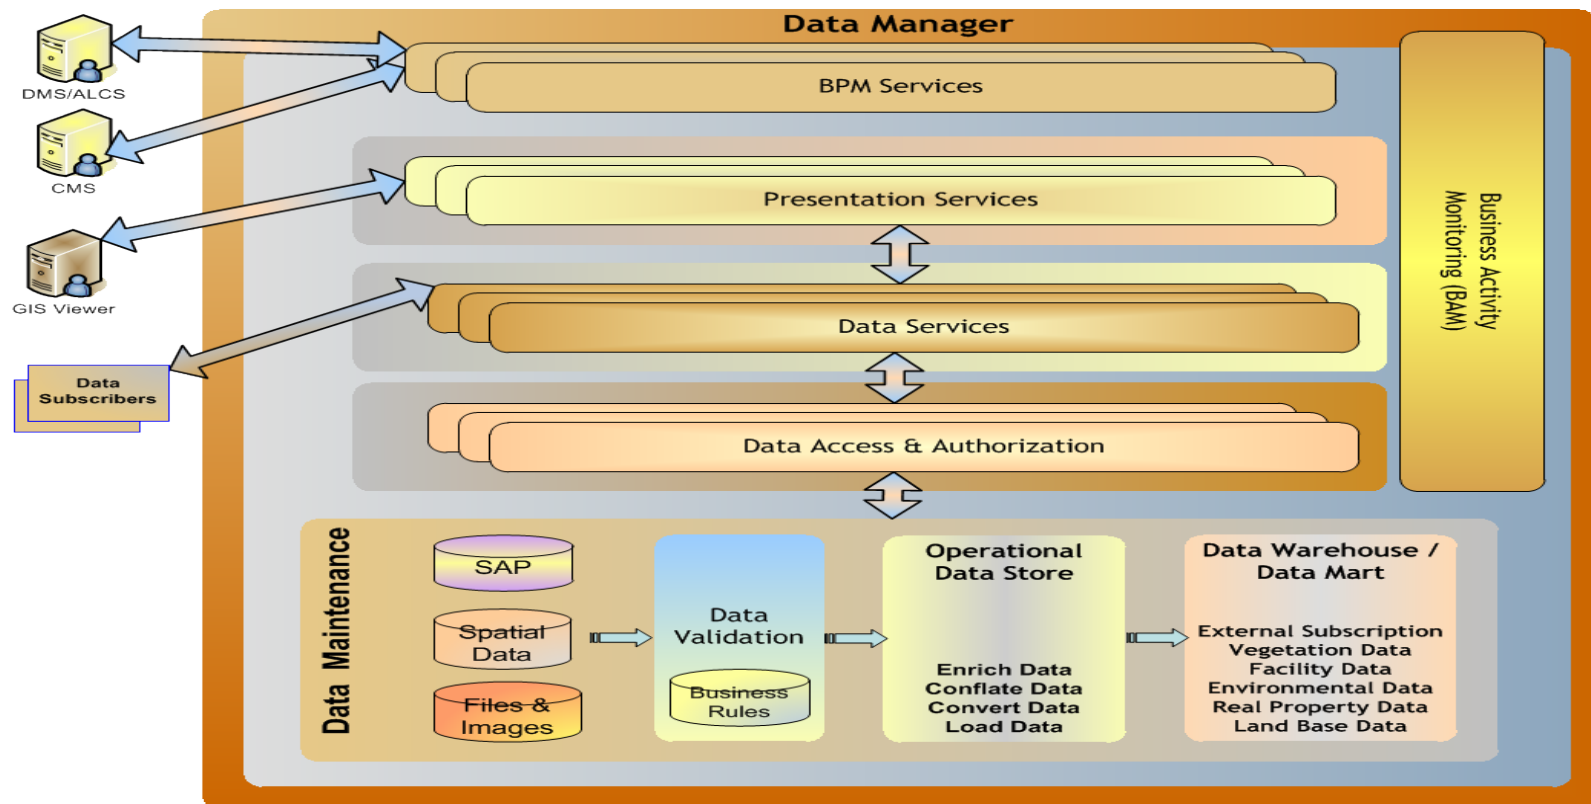 Data Manager
DMS/ALCS
BPM Services
CMS
Presentation Services
Business Activity
Monitoring (BAM)
GIS Viewer
Data Services
Data
Subscribers
Data Access & Authorization
Data Maintenance
SAP
Spatial
Data
Files &
Images
Data
Validation
Business
Rules
Operational
Data Store
Enrich Data
Conflate Data
Convert Data
Load Data
Data Warehouse /
Data Mart
External Subscription
Vegetation Data
Facility Data
Environmental Data
Real Property Data
Land Base Data